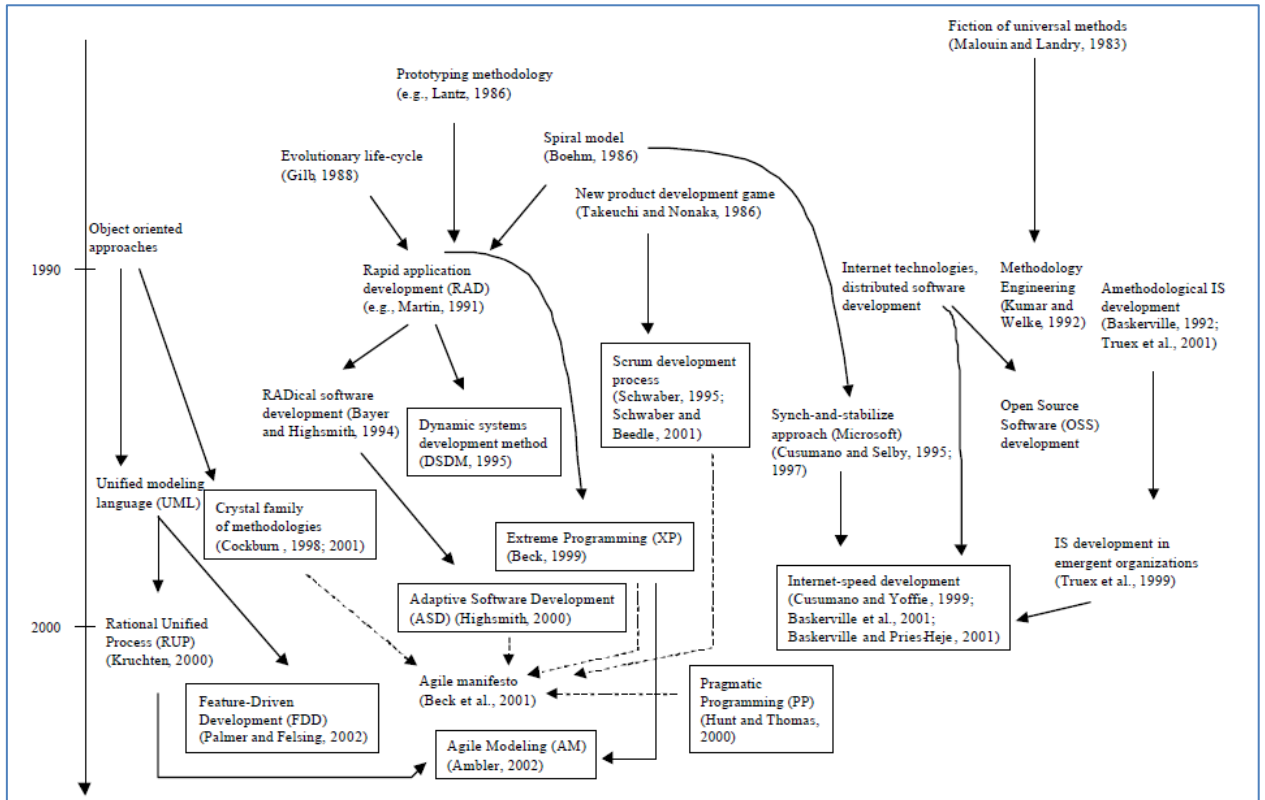 Fiction of universal methods
(Malouin and Landry, 1983)
Prototyping methodology
(e.g., Lantz, 1986)
Spiral model
(Boehm, 1986)
Evolutionary life-cycle
(Gilb, 1988)
New product development game
(Takeuchi and Nonaka, 1986)
Object oriented
approaches
1990
Rapid application
development (RAD)
(e.g., Martin, 1991)
Internet technologies,
distributed software
development
Methodology
Engineering
(Kumar and
Welke, 1992)
Amethodological IS
development
(Baskerville, 1992;
Truex et al., 2001)
Scrum development
process
(Schwaber, 1995;
Schwaber and
Beedle, 2001)
RADical software
development (Bayer
and Highsmith, 1994)
Dynamic systems
development method
(DSDM, 1995)
Synch-and-stabilize
approach (Microsoft)
(Cusumano and Selby, 1995;
1997)
Open Source
Software (OSS)
development
Unified modeling
language (UML)
Crystal family
of methodologies
(Cockburn , 1998; 2001)
Extreme Programming (XP)
(Beck, 1999)
IS development in
emergent organizations
(Truex et al., 1999)
Internet-speed development
(Cusumano and Yoffie, 1999;
Baskerville et al., 2001;
Baskerville and Pries-Heje, 2001)
Adaptive Software Development
(ASD) (Highsmith, 2000)
2000
Rational Unified
Process (RUP)
(Kruchten, 2000)
Agile manifesto
(Beck et al., 2001)
Pragmatic
Programming (PP)
(Hunt and Thomas,
2000)
Feature-Driven
Development (FDD)
(Palmer and Felsing, 2002)
Agile Modeling (AM)
(Ambler, 2002)